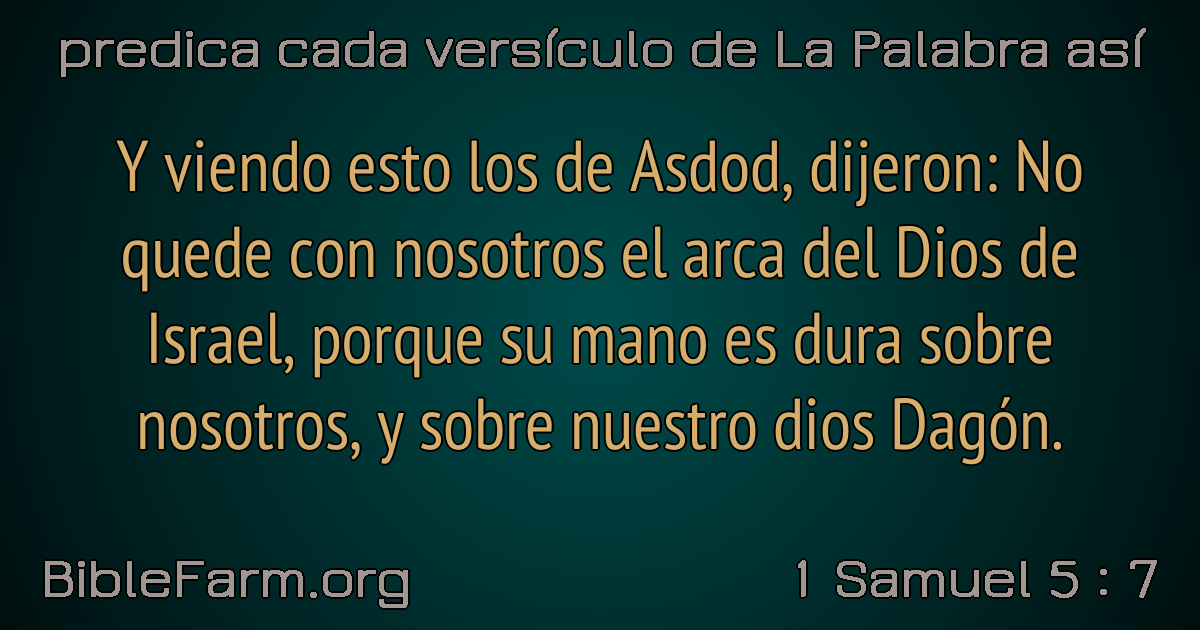 predica cada versículo de La Palabra así
Y viendo esto los de Asdod, dijeron: No
quede con nosotros el arca del Dios de
Israel, porque su mano es dura sobre
nosotros, y sobre nuestro dios Dagón.
BibleFarm.org
1 Samuel 5 : 7